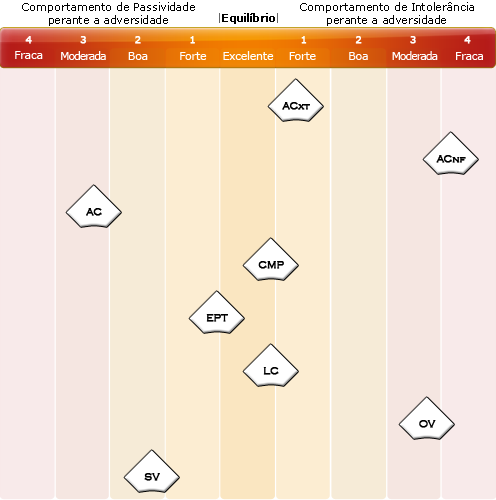 Comportamento de Passividade
perante a adversidade
|Equilíbrio|
Comportamento de Intolerância
perante a adversidade
4 3 2 1 1 2 3 4
Fraca Moderada Boa Forte Excelente Forte Boa Moderada Fraca
ACXT
ACNF
AC
CMP
EPT
LC
OV
SV